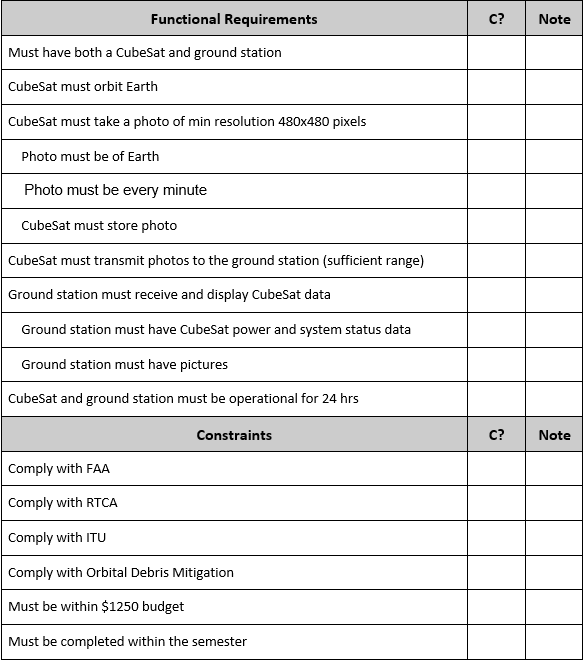 Functional Requirements C? Note
Must have both a CubeSat and ground station
CubeSat must orbit Earth
CubeSat must take a photo of min resolution 480x480 pixels
Photo must be of Earth
Photo must be every minute
CubeSat must store photo
CubeSat must transmit photos to the ground station (sufficient range)
Ground station must receive and display CubeSat data
Ground station must have CubeSat power and system status data
Ground station must have pictures
CubeSat and ground station must be operational for 24 hrs
Constraints C? Note
Comply with FAA
Comply with RTCA
Comply with ITU
Comply with Orbital Debris Mitigation
Must be within $1250 budget
Must be completed within the semester